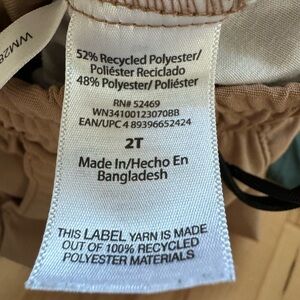 WM28
52% Recycled Polyester/
Poliéster Reciclado
48% Polyester/ Poliéster
RN# 52469
WN34100123070BB
EAN/UPC 4 89396652424
2T
Made In/Hecho En
Bangladesh
THIS LABEL YARN IS MADE
OUT OF 100% RECYCLED
POLYESTER MATERIALS